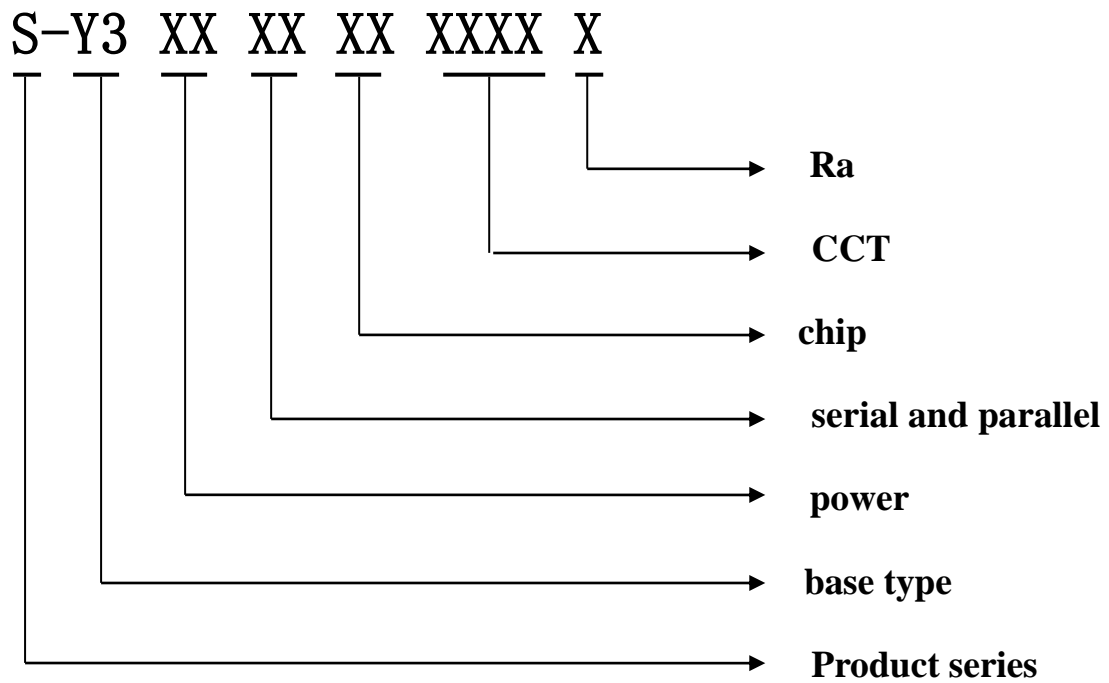 S-Y3 XX XX XX XXXX X
Ra
CCT
chip
serial and parallel
power
base type
Product series